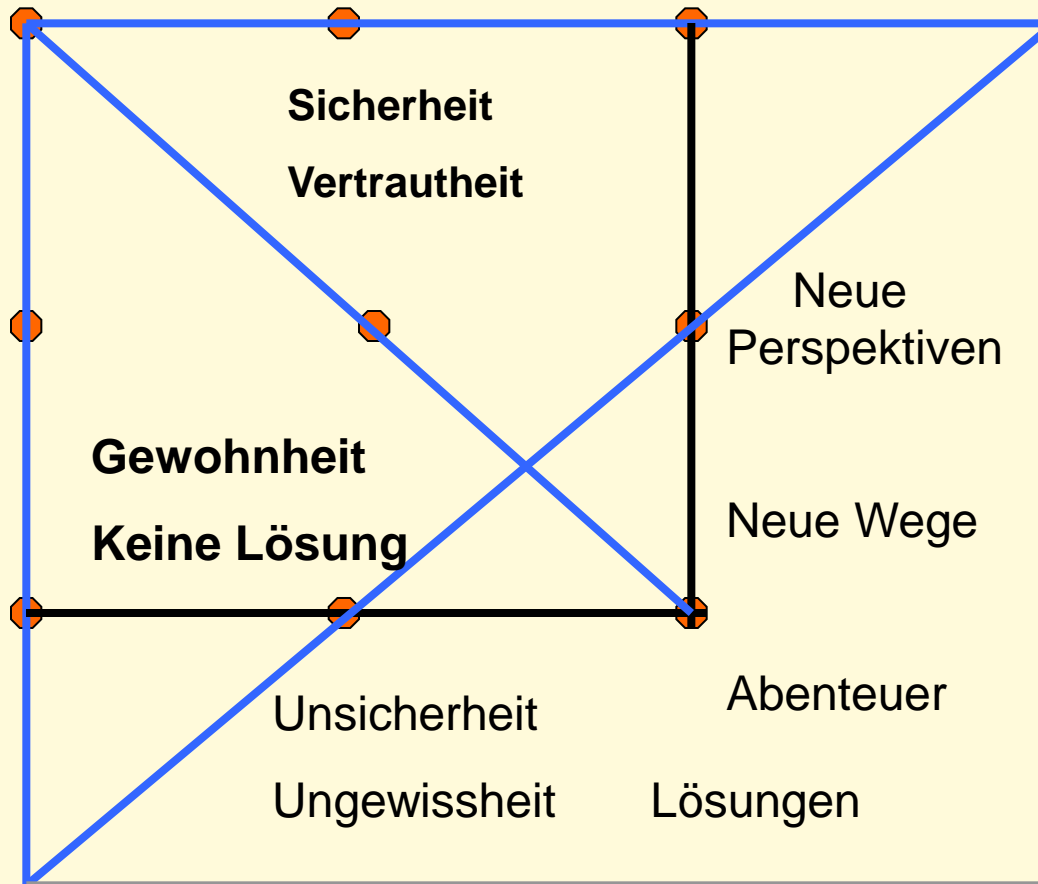 Sicherheit
Vertrautheit
Neue
Perspektiven
Gewohnheit
Keine Lösung
Neue Wege
Abenteuer
Unsicherheit
Ungewissheit
Lösungen